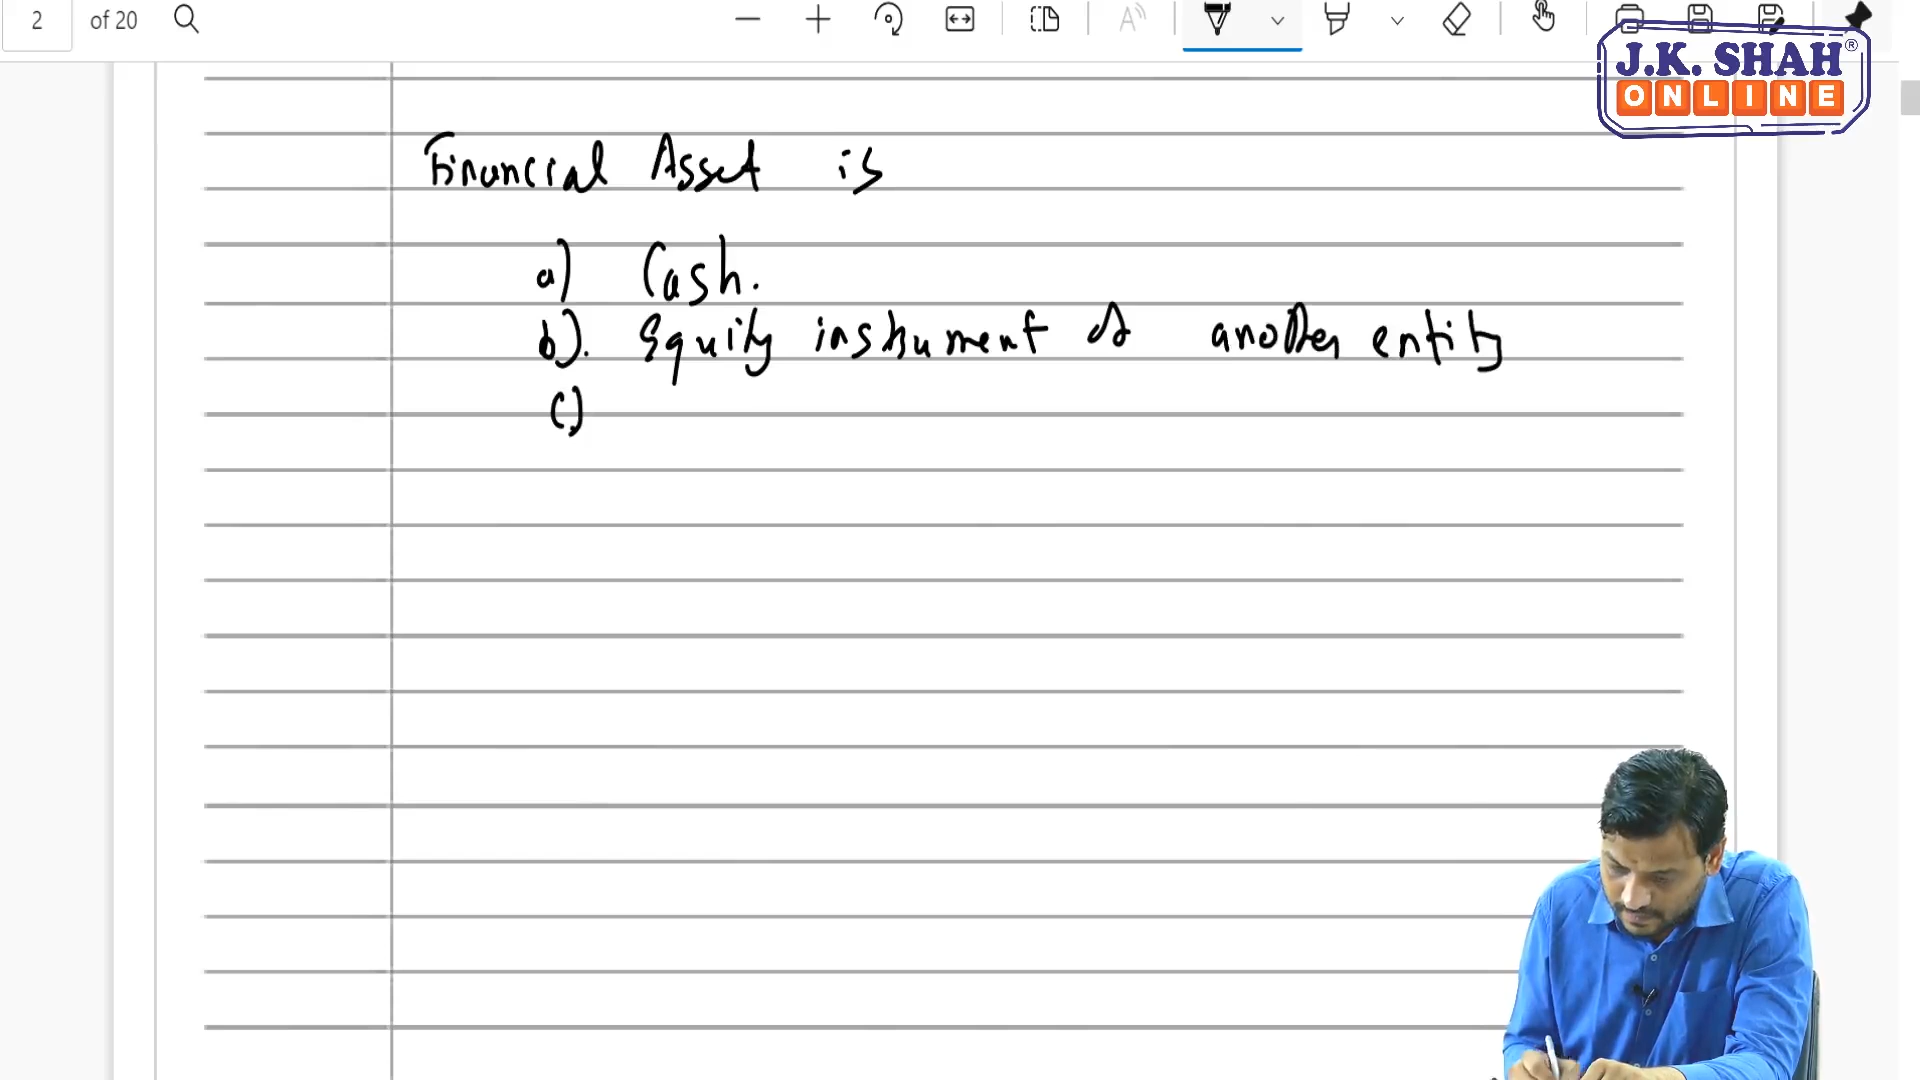 2 of 20
J.K. SHAH®
ONLINE
Financial Asset is
a) Cash.
b). Equity instrument of another entity
c)